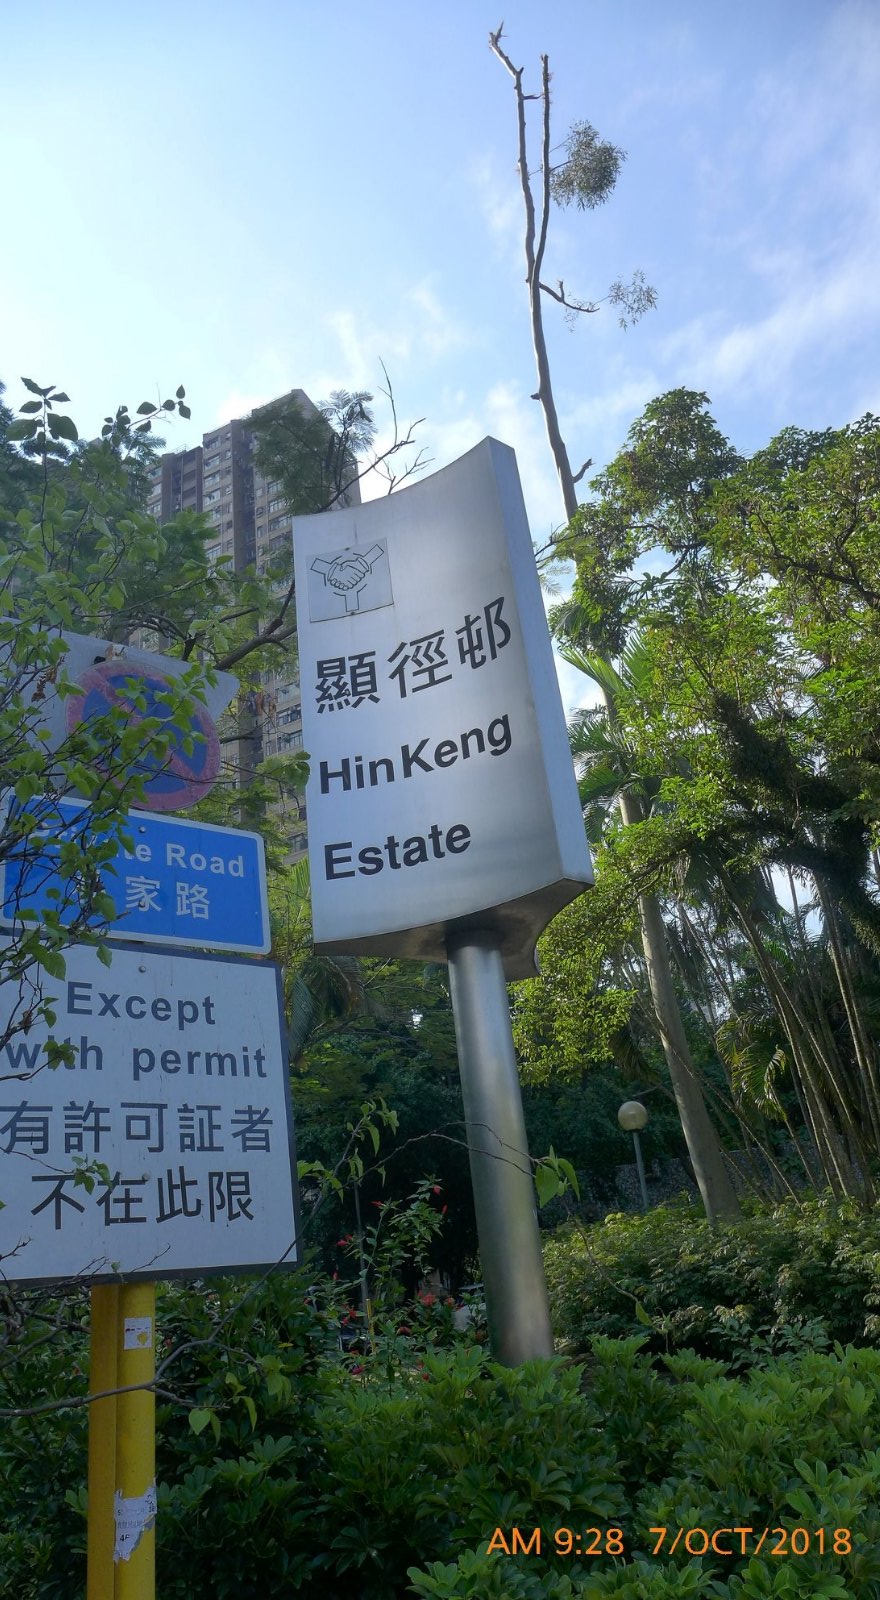 顯徑邨
Hin Keng
Estate
Road
家路
Except
with permit
有許可証者
不在此限
AM 9:28 7/OCT/2018